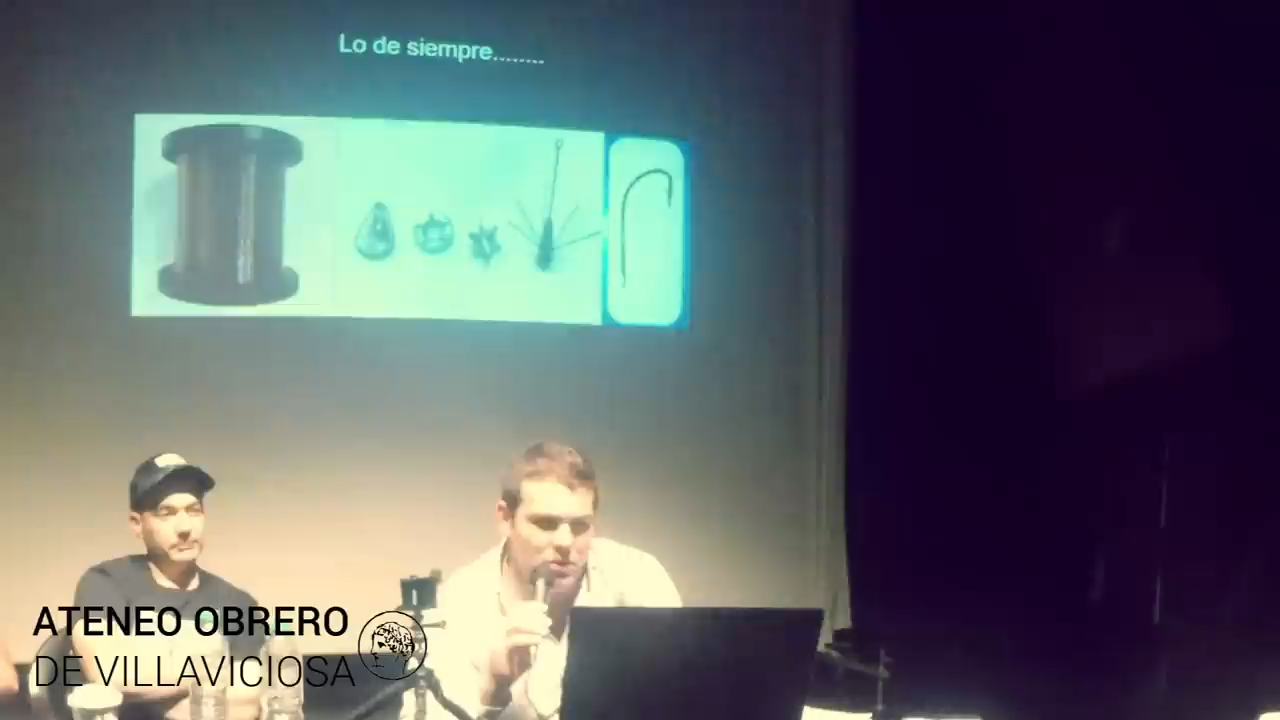 Lo de siempre........
ATENEO OBRERO
DE VILLAVICIOSA